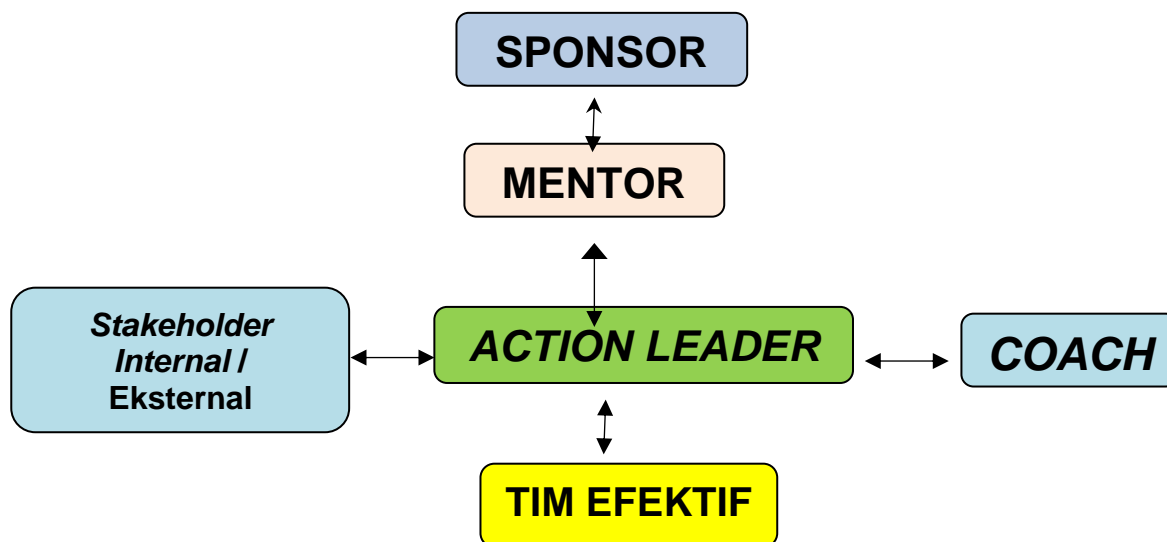 SPONSOR
MENTOR
Stakeholder
Internal /
Eksternal
ACTION LEADER
COACH
TIM EFEKTIF